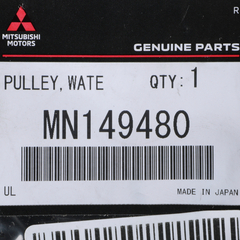 R
MITSUBISHI
MOTORS
GENUINE PARTS
PULLEY, WATE QTY: 1
MN149480
UL MADE IN JAPAN